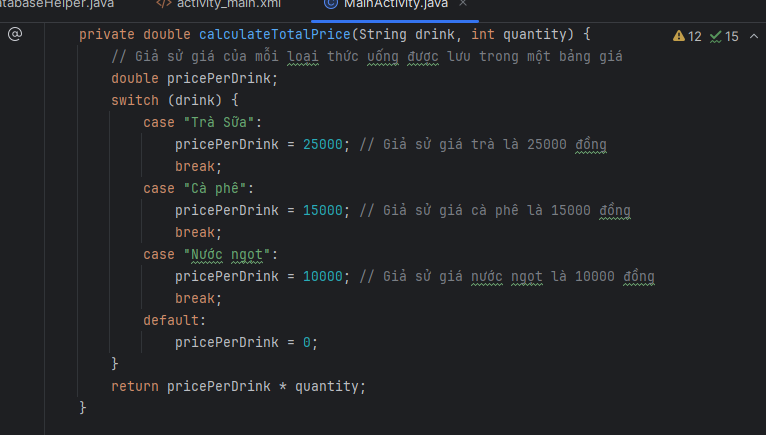 atabaseHelper.java </> activity_main.xml MainActivity.java ×
@ private double calculateTotalPrice(String drink, int quantity) { 12 15
// Giả sử giá của mỗi loại thức uống được lưu trong một bảng giá
double pricePerDrink;
switch (drink) {
case "Trà Sữa":
pricePerDrink = 25000; // Giả sử giá trà là 25000 đồng
break;
case "Cà phê":
pricePerDrink = 15000; // Giả sử giá cà phê là 15000 đồng
break;
case "Nước ngọt":
pricePerDrink = 10000; // Giả sử giá nước ngọt là 10000 đồng
break;
default:
pricePerDrink = 0;
}
return pricePerDrink * quantity;
}